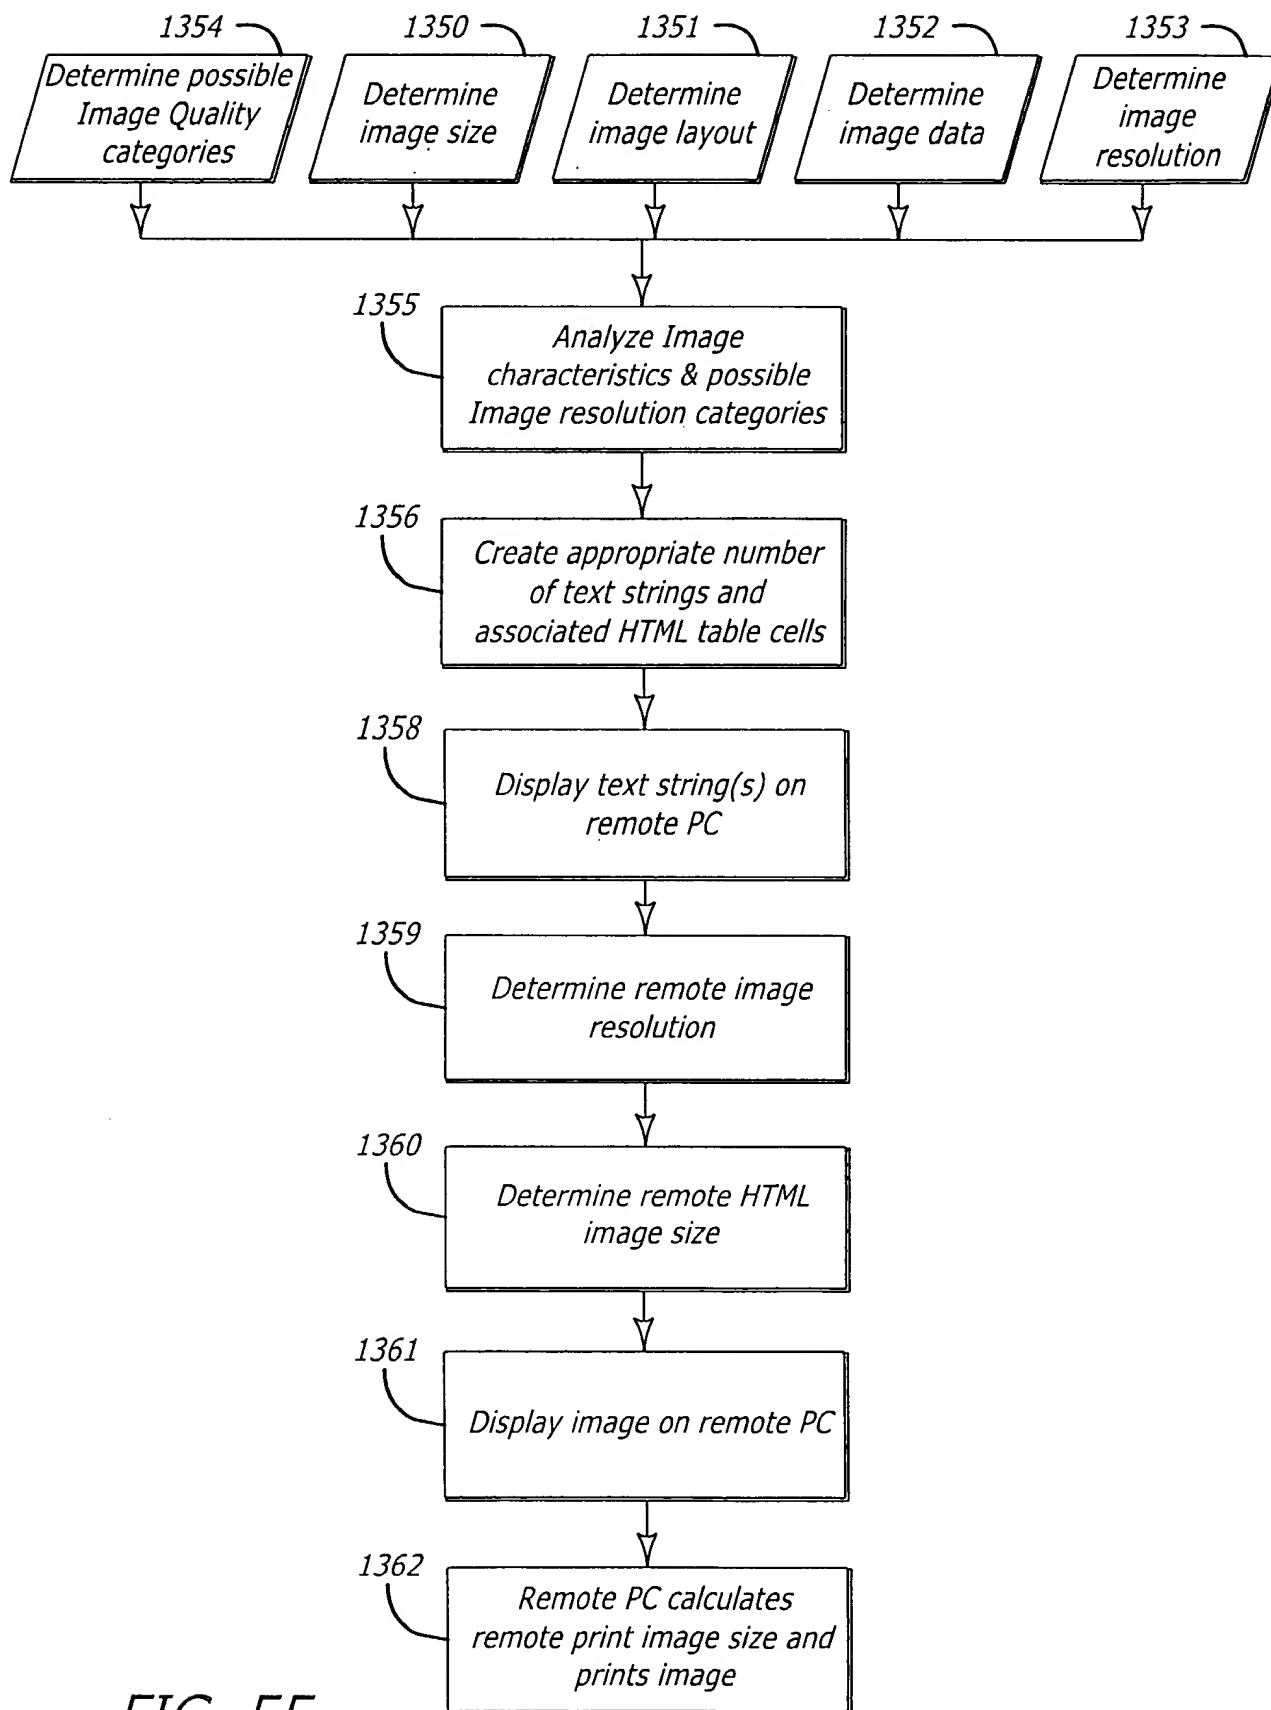 1354
1350
1351
1352
1353
Determine possible
Image Quality
categories
Determine
image size
Determine
image layout
Determine
image data
Determine
image
resolution
1355
Analyze Image
characteristics & possible
Image resolution categories
1356
Create appropriate number
of text strings and
associated HTML table cells
1358
Display text string(s) on
remote PC
1359
Determine remote image
resolution
1360
Determine remote HTML
image size
1361
Display image on remote PC
1362
Remote PC calculates
remote print image size and
prints image